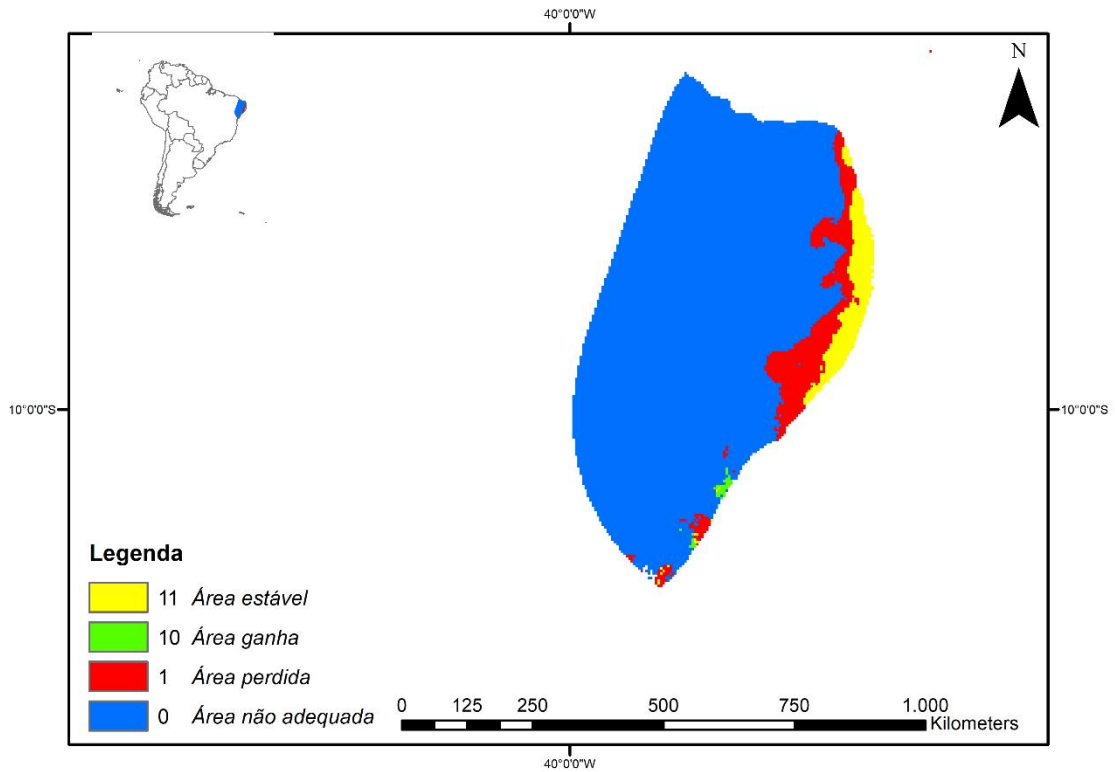 40°0'0"W
N
10°0'0"S
10°0'0"S
Legenda
11 Área estável
10 Área ganha
1 Área perdida
0 Área não adequada
0 125 250 500 750 1.000
Kilometers
40°0'0"W